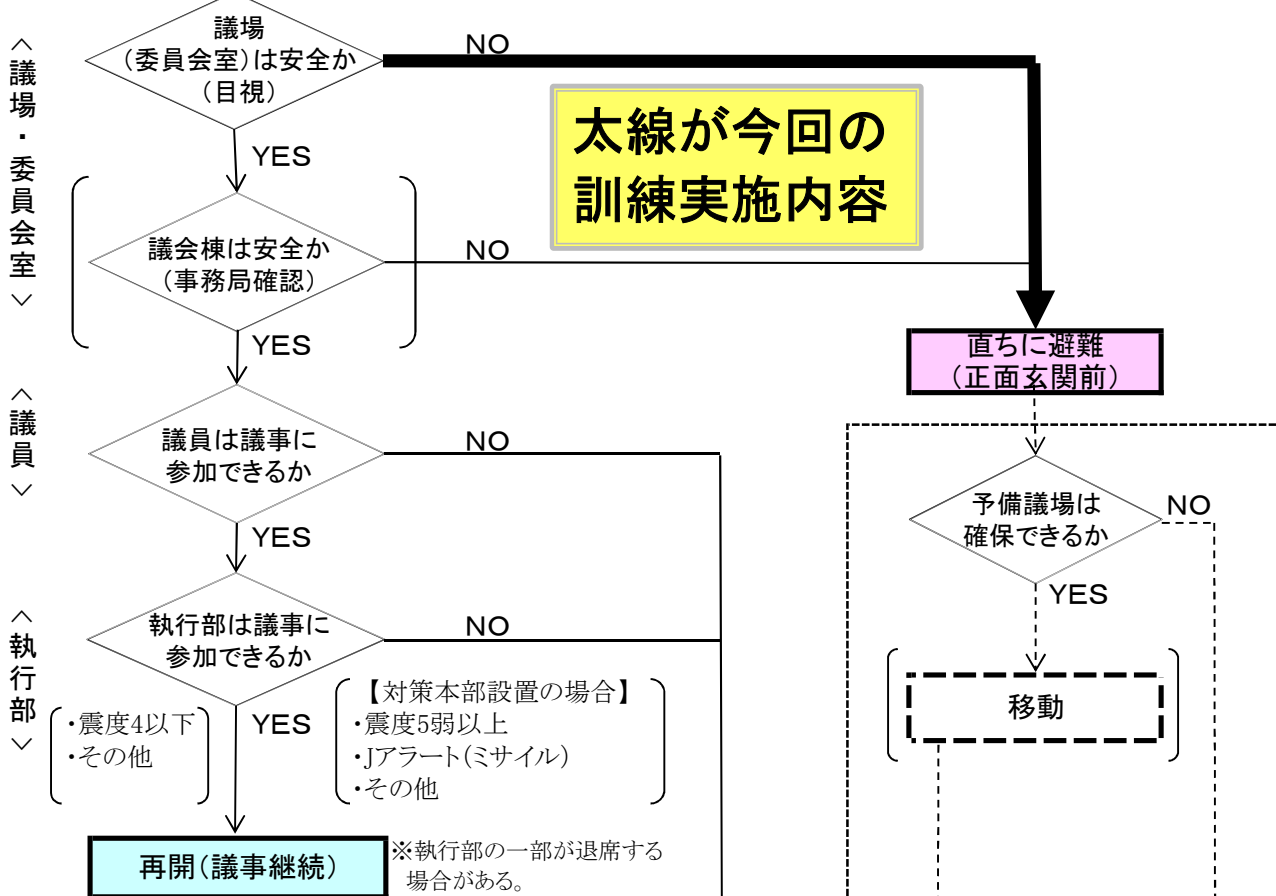 〈議場・委員会室〉
議場
(委員会室)は安全か
(目視)
NO
YES
太線が今回の
訓練実施内容
議会棟は安全か
(事務局確認)
NO
YES
直ちに避難
(正面玄関前)
〈議員〉
議員は議事に
参加できるか
NO
YES
予備議場は
確保できるか
NO
YES
〈執行部〉
執行部は議事に
参加できるか
NO
YES
・震度4以下
・その他
【対策本部設置の場合】
・震度5弱以上
・Jアラート(ミサイル)
・その他
移動
再開(議事継続)
※執行部の一部が退席する
場合がある。